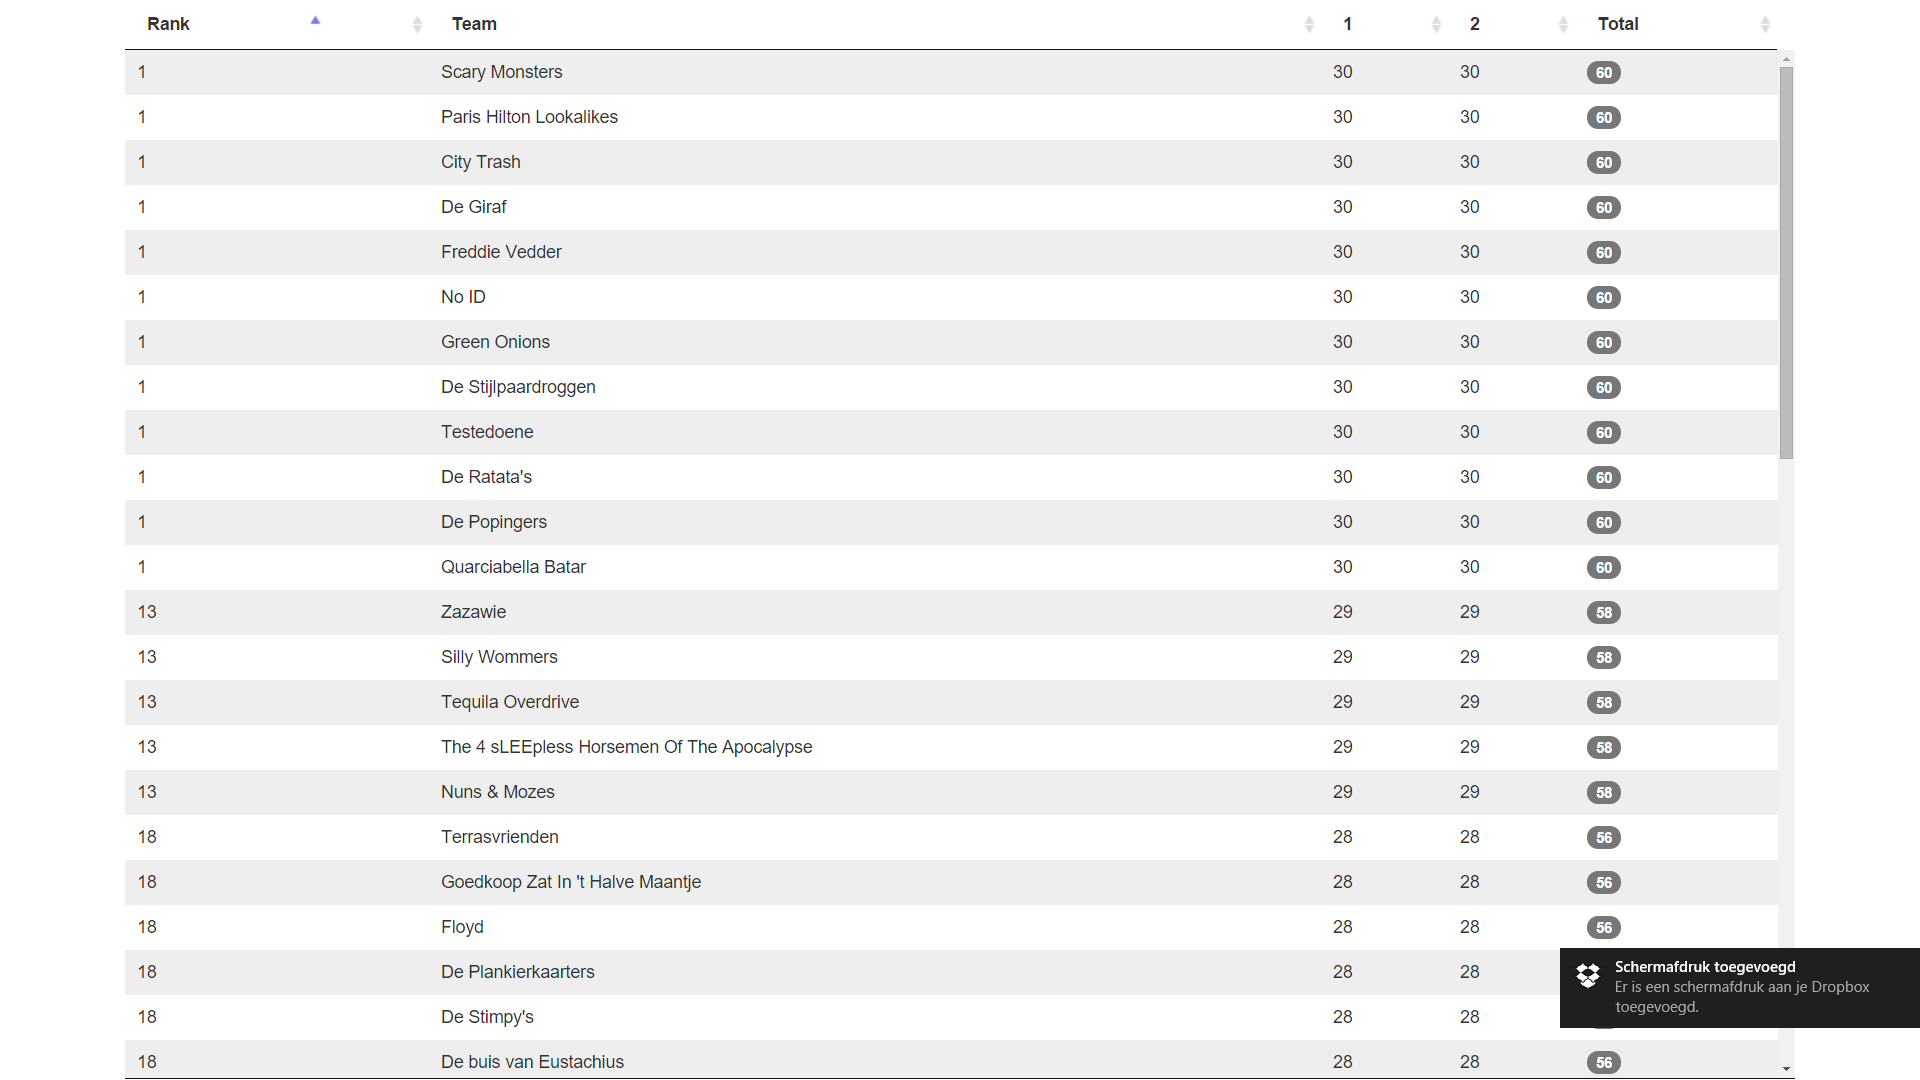 Rank Team 1 2 Total
1 Scary Monsters 30 30 60
1 Paris Hilton Lookalikes 30 30 60
1 City Trash 30 30 60
1 De Giraf 30 30 60
1 Freddie Vedder 30 30 60
1 No ID 30 30 60
1 Green Onions 30 30 60
1 De Stijlpaardroggen 30 30 60
1 Testedoene 30 30 60
1 De Ratata's 30 30 60
1 De Popingers 30 30 60
1 Quarciabella Batar 30 30 60
13 Zazawie 29 29 58
13 Silly Wommers 29 29 58
13 Tequila Overdrive 29 29 58
13 The 4 sLEEpless Horsemen Of The Apocalypse 29 29 58
13 Nuns & Mozes 29 29 58
18 Terrasvrienden 28 28 56
18 Goedkoop Zat In 't Halve Maantje 28 28 56
18 Floyd 28 28 56
18 De Plankierkaarters 28 28
18 De Stimpy's 28 28
18 De buis van Eustachius 28 28 56
Schermafdruk toegevoegd
Er is een schermafdruk aan je Dropbox
toegevoegd.